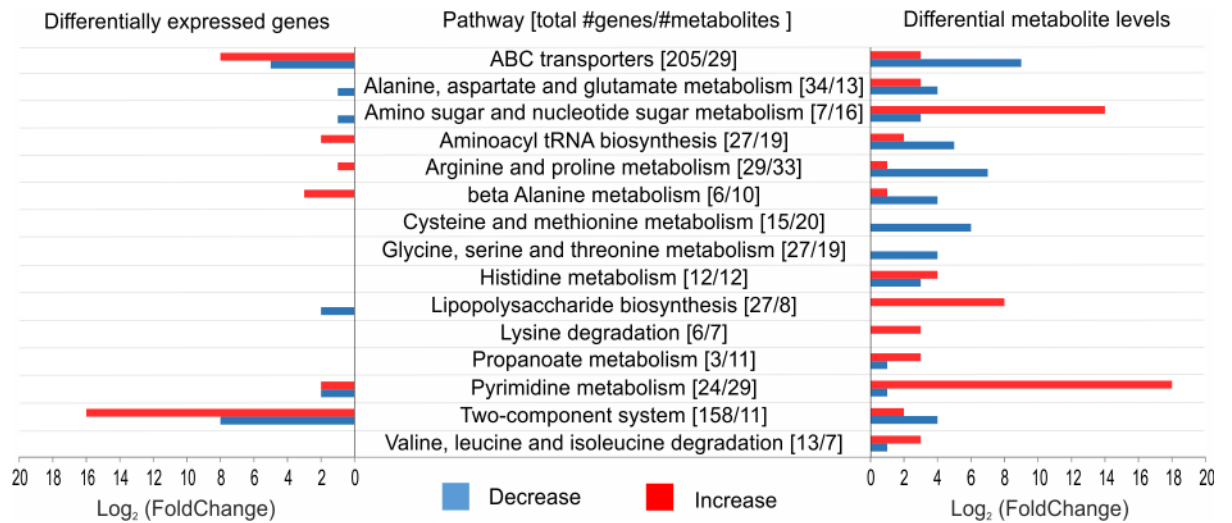 Differentially expressed genes
Pathway [total #genes/#metabolites ]
Differential metabolite levels
ABC transporters [205/29]
Alanine, aspartate and glutamate metabolism [34/13]
Amino sugar and nucleotide sugar metabolism [7/16]
Aminoacyl tRNA biosynthesis [27/19]
Arginine and proline metabolism [29/33]
beta Alanine metabolism [6/10]
Cysteine and methionine metabolism [15/20]
Glycine, serine and threonine metabolism [27/19]
Histidine metabolism [12/12]
Lipopolysaccharide biosynthesis [27/8]
Lysine degradation [6/7]
Propanoate metabolism [3/11]
Pyrimidine metabolism [24/29]
Two-component system [158/11]
Valine, leucine and isoleucine degradation [13/7]
20 18 16 14 12 10 8 6 4 2 0
0 2 4 6 8 10 12 14 16 18 20
Log₂ (FoldChange)
Decrease
Increase
Log₂ (FoldChange)